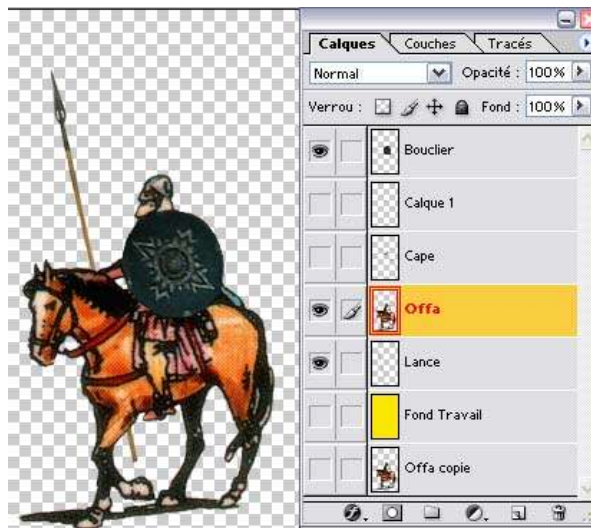 Calques Couches Tracés
Normal Opacité : 100%
Verrou : Fond : 100%
Bouclier
Calque 1
Cape
Offa
Lance
Fond Travail
Offa copie